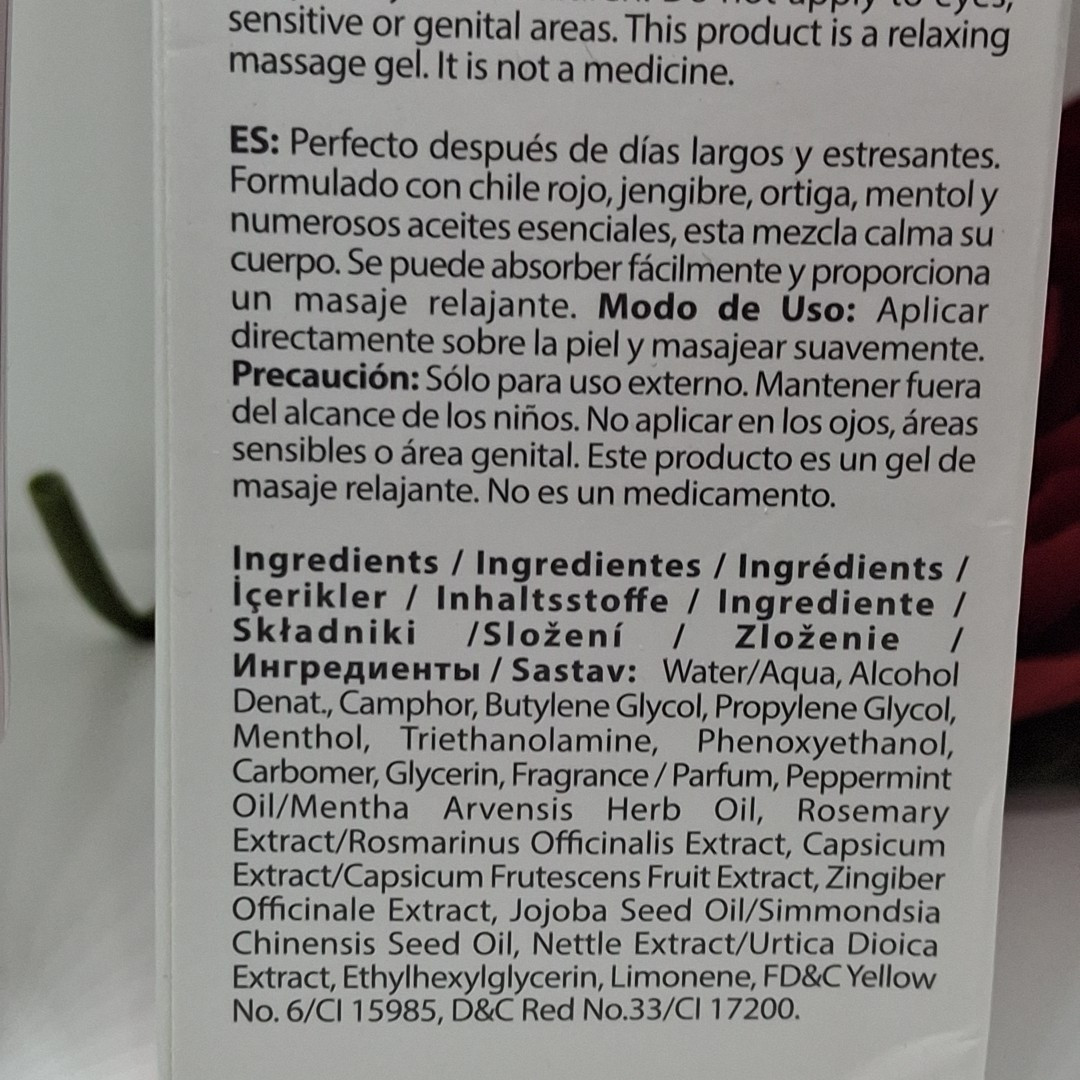 to eyes,
sensitive or genital areas. This product is a relaxing
massage gel. It is not a medicine.
ES: Perfecto después de días largos y estresantes.
Formulado con chile rojo, jengibre, ortiga, mentol y
numerosos aceites esenciales, esta mezcla calma su
cuerpo. Se puede absorber fácilmente y proporciona
un masaje relajante. Modo de Uso: Aplicar
directamente sobre la piel y masajear suavemente.
Precaución: Sólo para uso externo. Mantener fuera
del alcance de los niños. No aplicar en los ojos, áreas
sensibles o área genital. Este producto es un gel de
masaje relajante. No es un medicamento.
Ingredients / Ingredientes / Ingrédients /
İçerikler / Inhaltsstoffe / Ingrediente /
Składniki /Složení / Zloženie /
Ингредиенты / Sastav: Water/Aqua, Alcohol
Denat., Camphor, Butylene Glycol, Propylene Glycol,
Menthol, Triethanolamine, Phenoxyethanol,
Carbomer, Glycerin, Fragrance / Parfum, Peppermint
Oil/Mentha Arvensis Herb Oil, Rosemary
Extract/Rosmarinus Officinalis Extract, Capsicum
Extract/Capsicum Frutescens Fruit Extract, Zingiber
Officinale Extract, Jojoba Seed Oil/Simmondsia
Chinensis Seed Oil, Nettle Extract/Urtica Dioica
Extract, Ethylhexylglycerin, Limonene, FD&C Yellow
No. 6/CI 15985, D&C Red No.33/CI 17200.